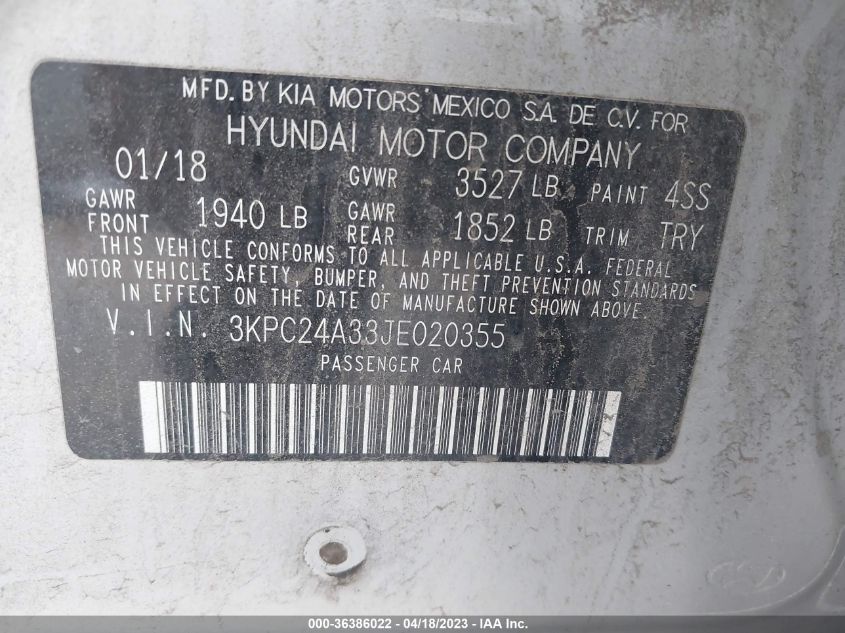 MFD. BY KIA MOTORS MEXICO S.A. DE C.V. FOR
HYUNDAI MOTOR COMPANY
01/18 GVWR 3527 LB PAINT 4SS
GAWR FRONT 1940 LB GAWR REAR 1852 LB TRIM TRY
THIS VEHICLE CONFORMS TO ALL APPLICABLE U.S.A. FEDERAL
MOTOR VEHICLE SAFETY, BUMPER, AND THEFT PREVENTION STANDARDS
IN EFFECT ON THE DATE OF MANUFACTURE SHOWN ABOVE.
V.I.N. 3KPC24A33JE020355
PASSENGER CAR
000-36386022 - 04/18/2023 - IAA Inc.